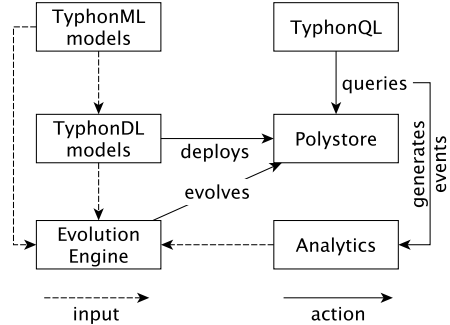 TyphonML
models
TyphonQL
queries
TyphonDL
models
deploys
Polystore
generates
events
evolves
Evolution
Engine
Analytics
input
action